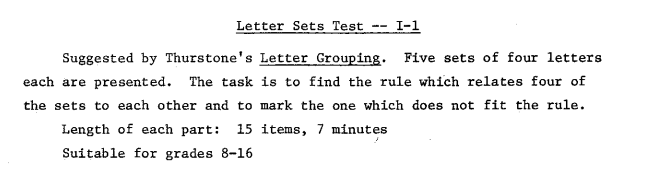 Letter Sets Test -- I-1
Suggested by Thurstone's Letter Grouping. Five sets of four letters
each are presented. The task is to find the rule which relates four of
the sets to each other and to mark the one which does not fit the rule.
Length of each part: 15 items, 7 minutes
Suitable for grades 8-16